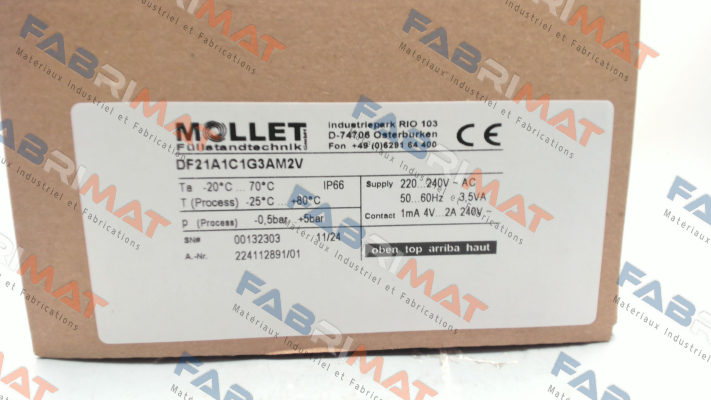 MOLLET
Füllstandtechnik GmbH
Industriepark RIO 103
D-74706 Osterburken
Fon +49 (0)6291 64 400
CE
DF21A1C1G3AM2V
Ta -20°C ... 70°C IP66
T (Process) -25°C ... +80°C
p (Process) -0,5bar, +5bar
SN# 00132303 11/24
A.-Nr. 224112891/01
Supply 220...240V ~ AC
50...60Hz 3,5VA
Contact 1mA 4V...2A 240V~
oben top arriba haut
FABRIMAT
Matériaux Industriel et Fabrications